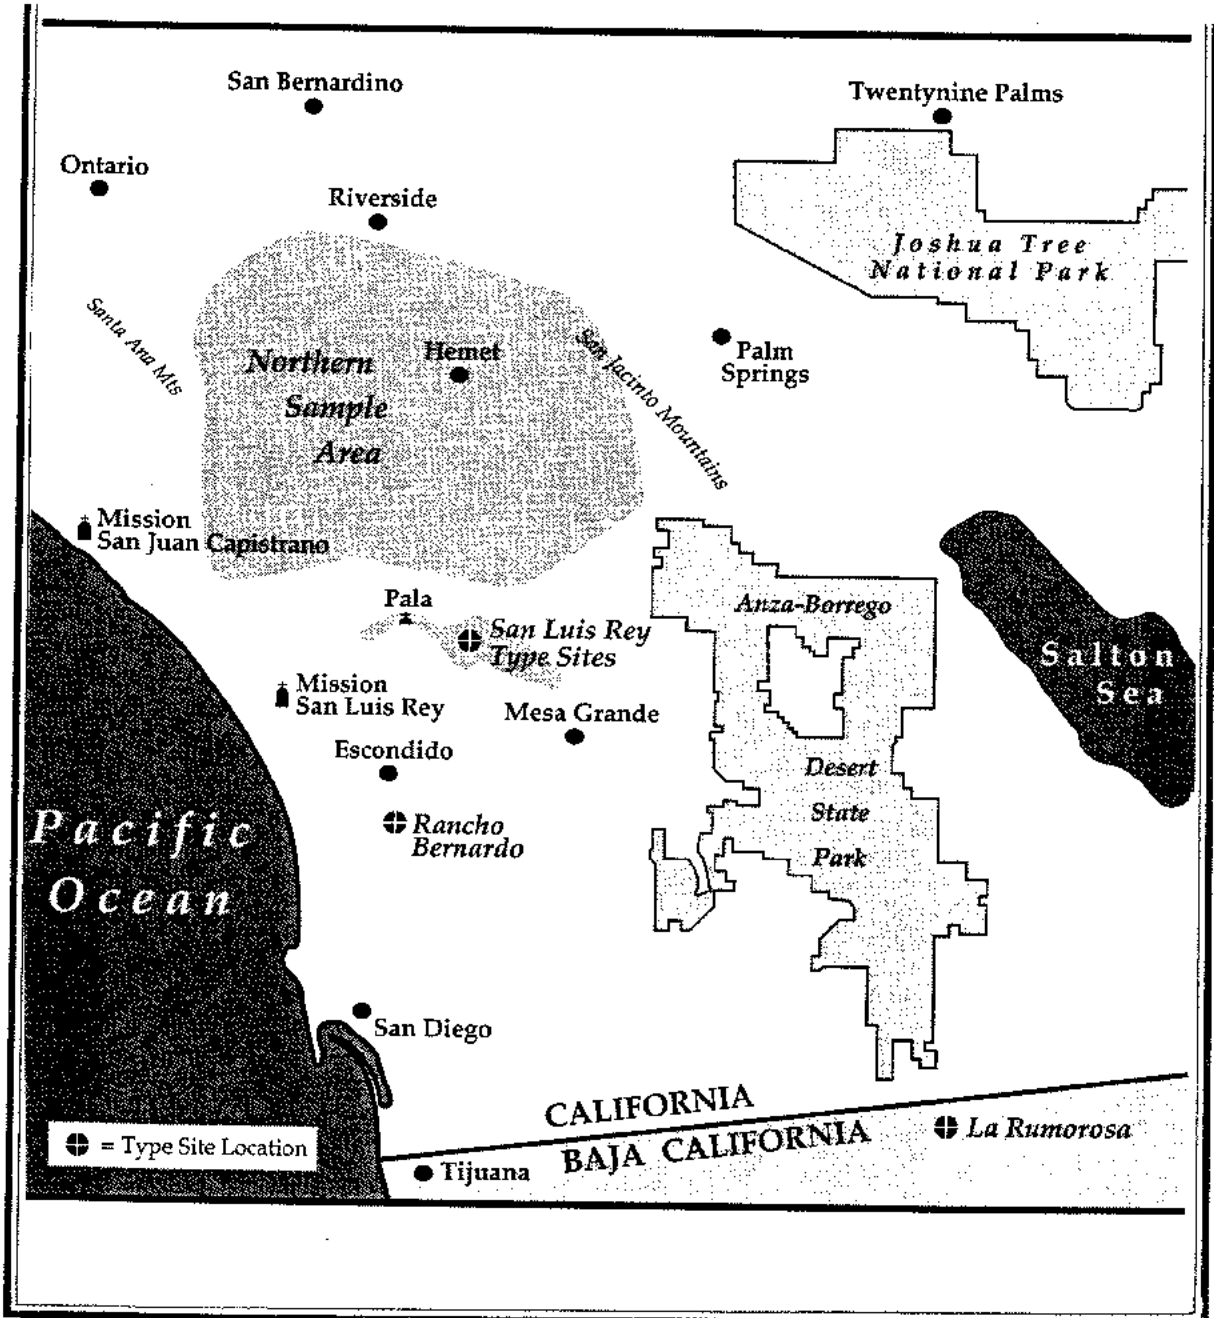 San Bernardino
Twentynine Palms
Ontario
Riverside
Joshua Tree
National Park
Santa Ana Mts
Northern
Sample
Area
Hemet
San Jacinto Mountains
Palm
Springs
Mission
San Juan Capistrano
Pala
San Luis Rey
Type Sites
Anza-Borrego
Desert
State
Park
Salton
Sea
Mission
San Luis Rey
Mesa Grande
Escondido
Rancho
Bernardo
Pacific
Ocean
San Diego
CALIFORNIA
BAJA CALIFORNIA
La Rumorosa
= Type Site Location
Tijuana